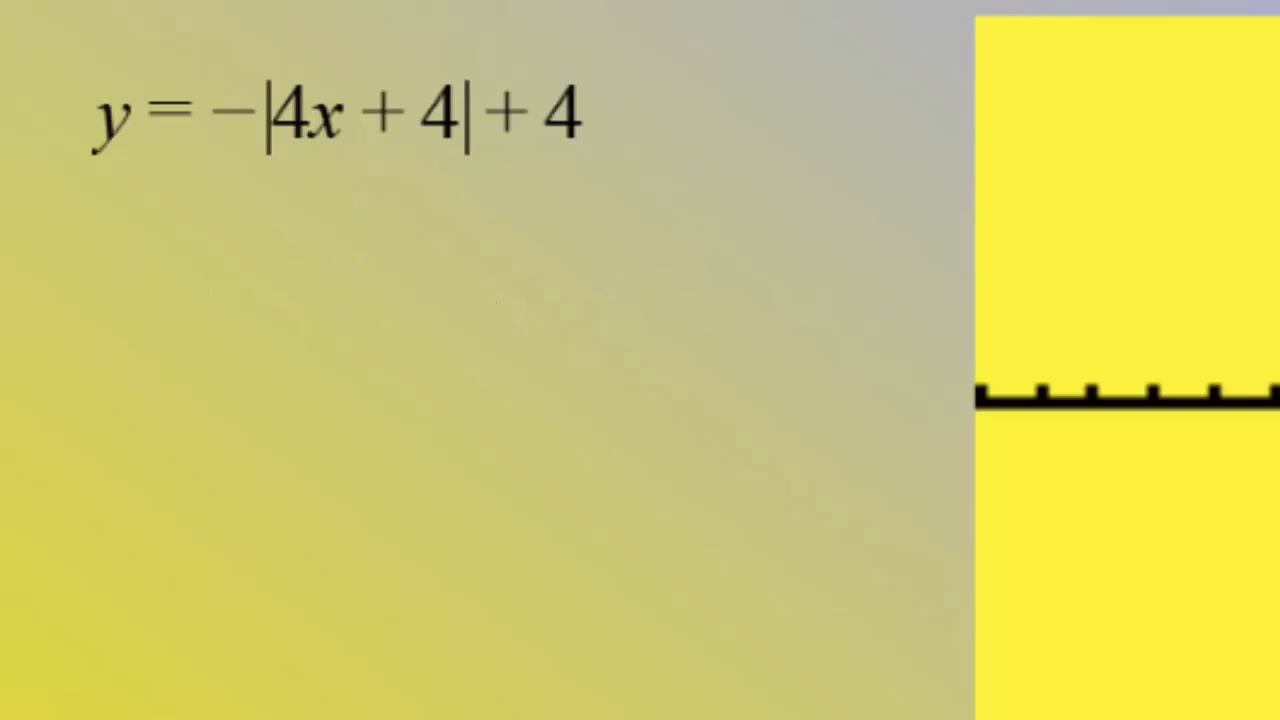 y = −|4x + 4| + 4